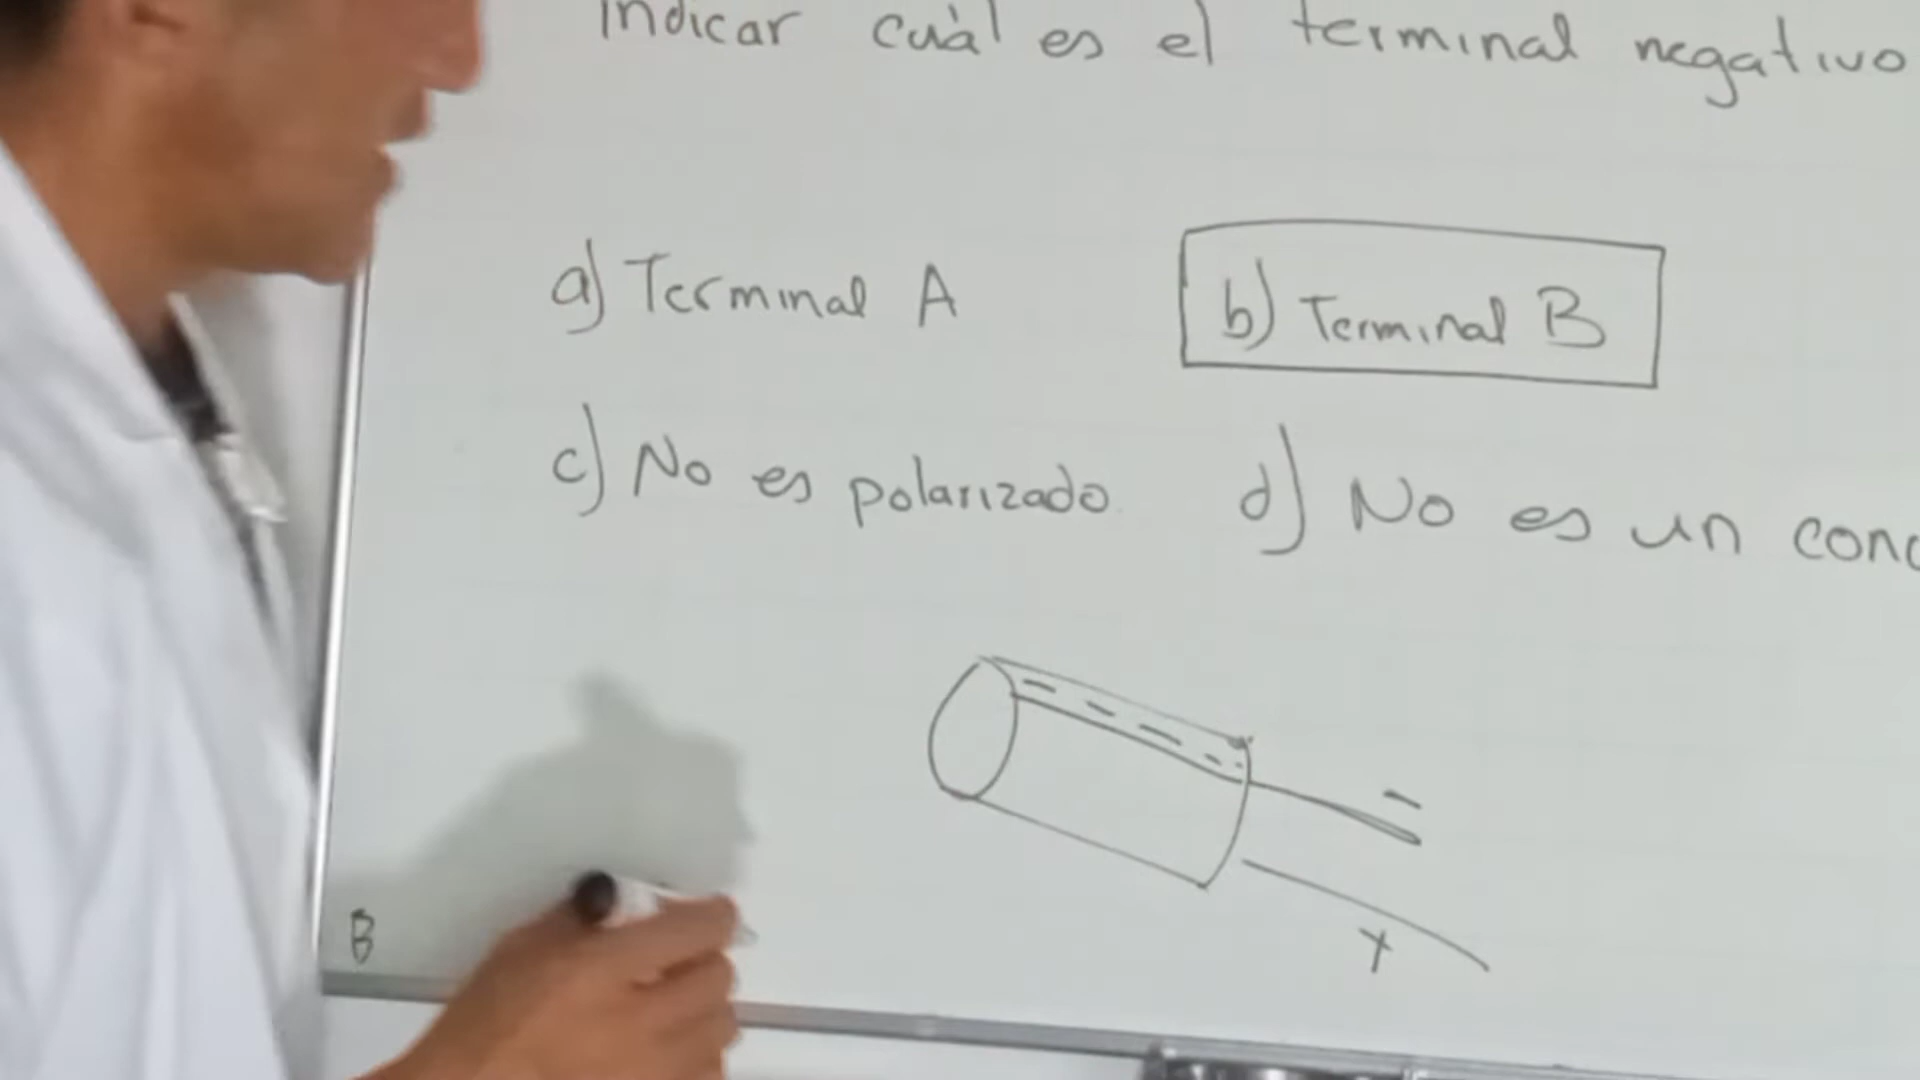 Indicar cuál es el terminal negativo
a) Terminal A
b) Terminal B
c) No es polarizado
d) No es un
-
+
B